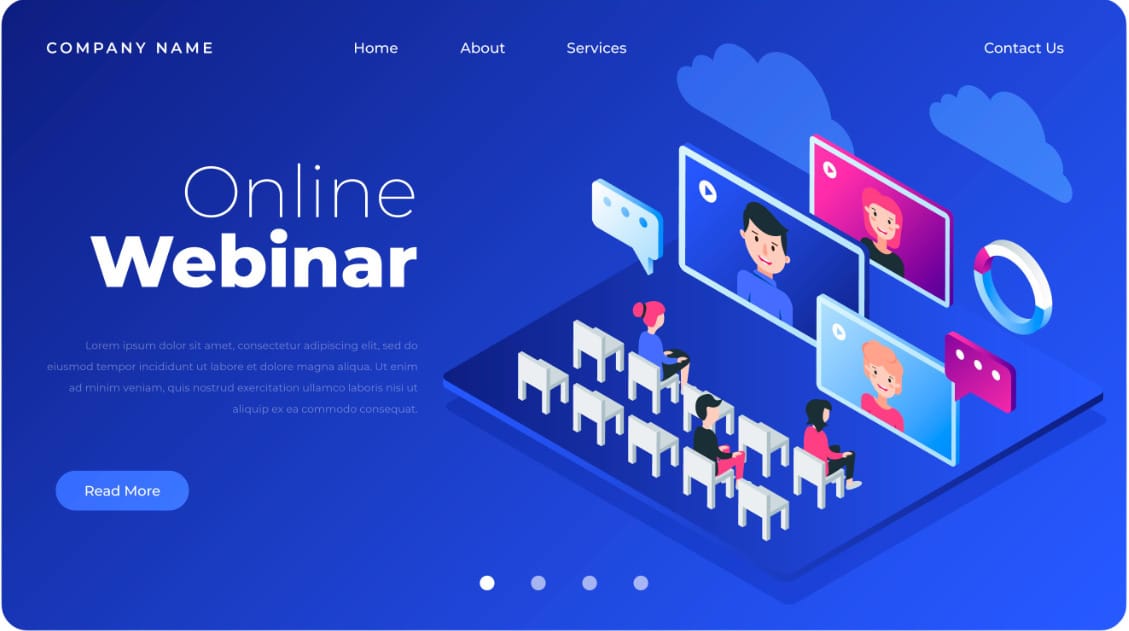 COMPANY NAME
Home
About
Services
Contact Us
Online
Webinar
Lorem ipsum dolor sit amet, consectetur adipiscing elit, sed do
eiusmod tempor incididunt ut labore et dolore magna aliqua. Ut enim
ad minim veniam, quis nostrud exercitation ullamco laboris nisi ut
aliquip ex ea commodo consequat.
Read More